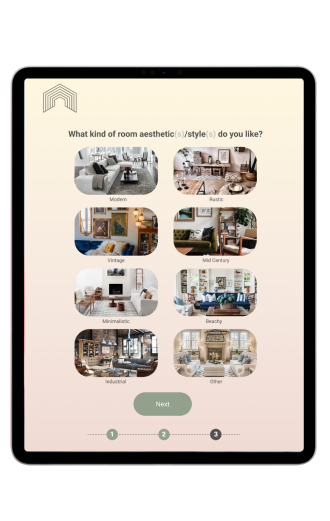 What kind of room aesthetic(s)/style(s) do you like?
Modern Rustic
Vintage Mid Century
Minimalistic Beachy
Industrial Other
Next
1 2 3